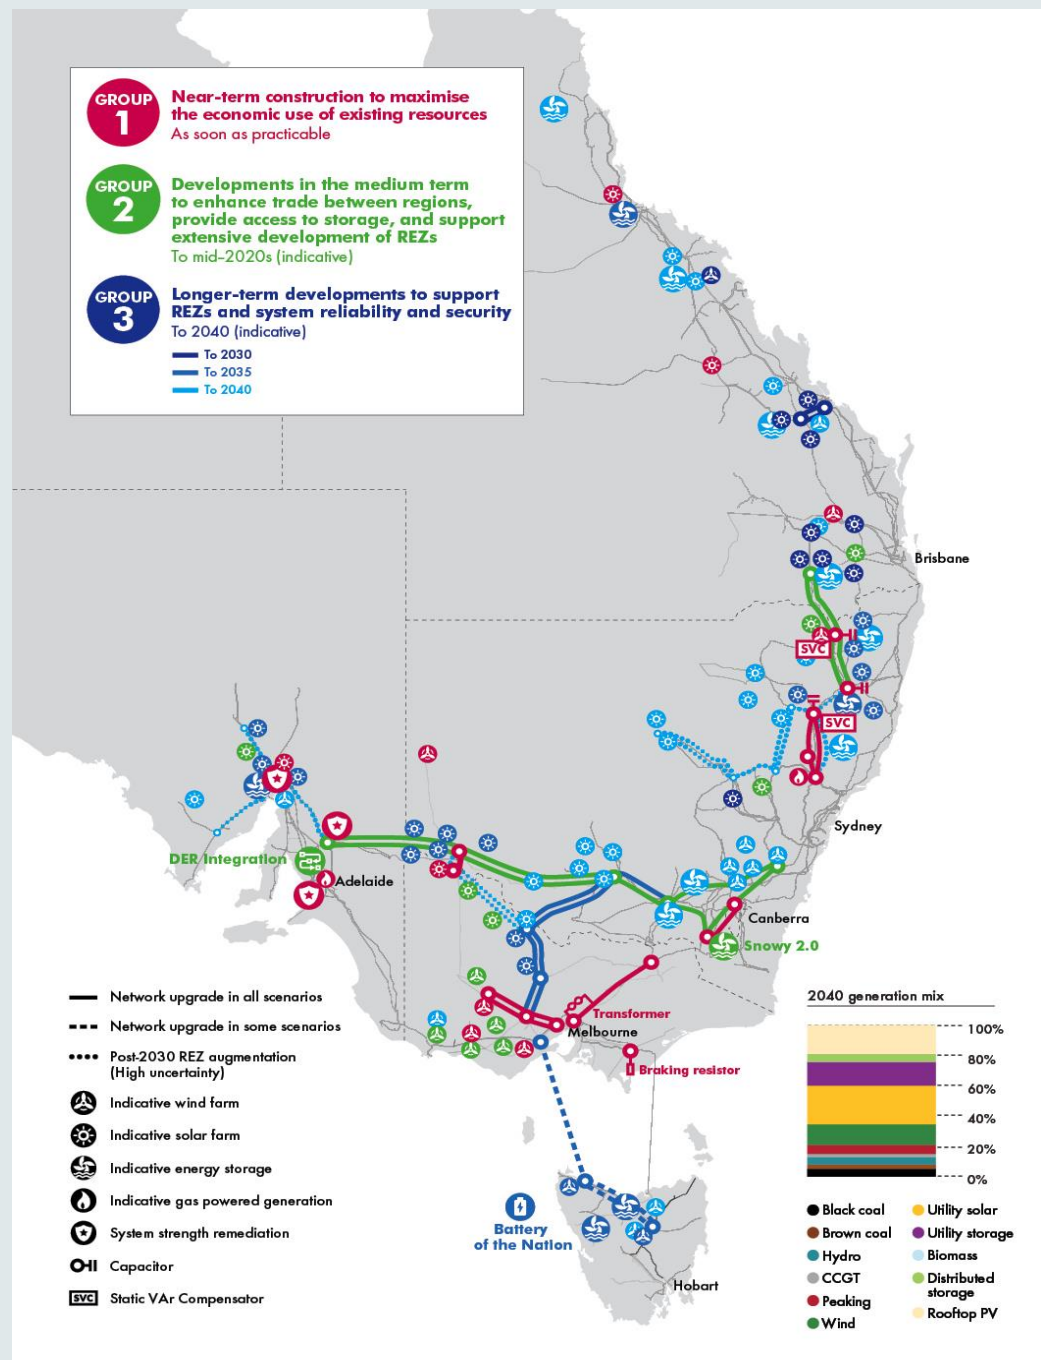 GROUP
1
Near-term construction to maximise
the economic use of existing resources
As soon as practicable
GROUP
2
Developments in the medium term
to enhance trade between regions,
provide access to storage, and support
extensive development of REZs
To mid–2020s (indicative)
GROUP
3
Longer-term developments to support
REZs and system reliability and security
To 2040 (indicative)
To 2030
To 2035
To 2040
Brisbane
SVC
SVC
Sydney
DER Integration
Adelaide
Canberra
Snowy 2.0
Transformer
Melbourne
Braking resistor
Battery
of the Nation
Hobart
Network upgrade in all scenarios
Network upgrade in some scenarios
Post-2030 REZ augmentation
(High uncertainty)
Indicative wind farm
Indicative solar farm
Indicative energy storage
Indicative gas powered generation
System strength remediation
Capacitor
SVC Static VAr Compensator
2040 generation mix
100%
80%
60%
40%
20%
0%
Black coal
Brown coal
Hydro
CCGT
Peaking
Wind
Utility solar
Utility storage
Biomass
Distributed
storage
Rooftop PV